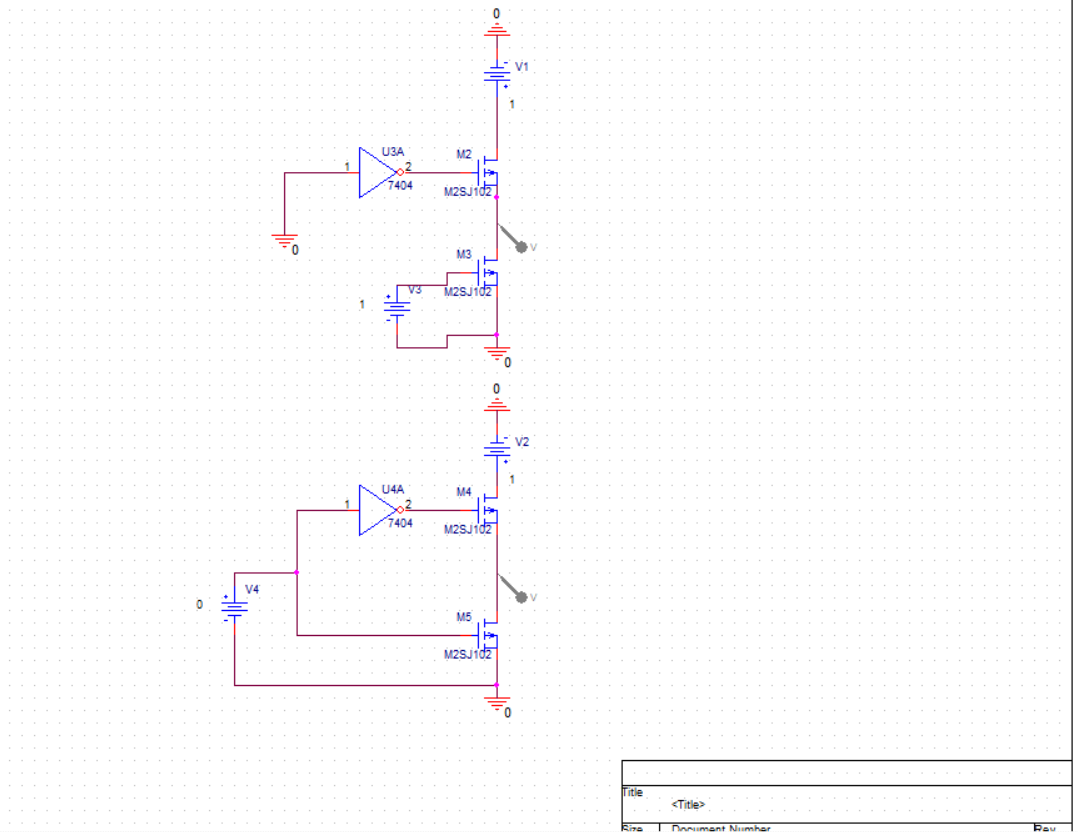 0
V1
1
U3A
1
2
7404
M2
M2SJ102
0
V
M3
M2SJ102
V3
1
0
0
V2
1
U4A
1
2
7404
M4
M2SJ102
V4
0
V
M5
M2SJ102
0
Title
<Title>
Size
Document Number
Rev